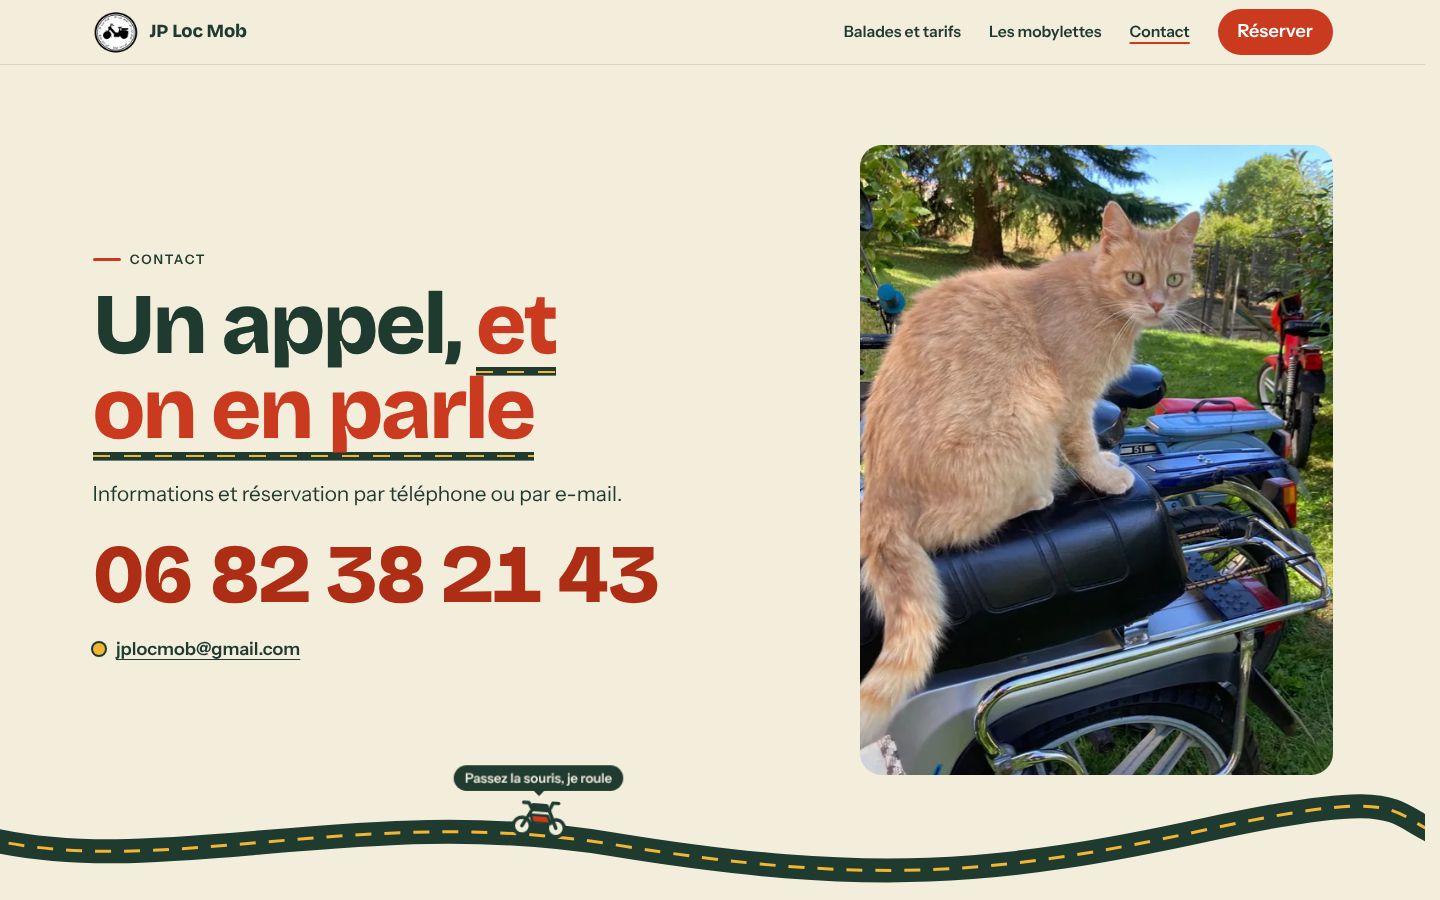 JP Loc Mob
Balades et tarifs
Les mobylettes
Contact
Réserver
CONTACT
Un appel, et
on en parle
Informations et réservation par téléphone ou par e-mail.
06 82 38 21 43
jplocmob@gmail.com
Passez la souris, je roule